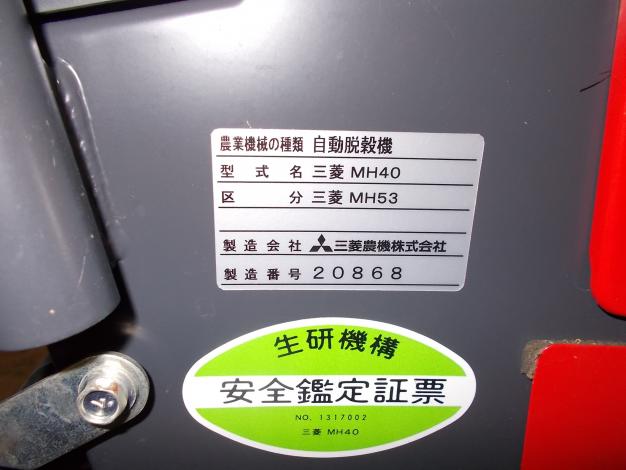 農業機械の種類 自動脱穀機
型式名 三菱 MH40
区分 三菱 MH53
製造会社 三菱農機株式会社
製造番号 20868
生研機構
安全鑑定証票
NO. 1317002
三菱 MH40